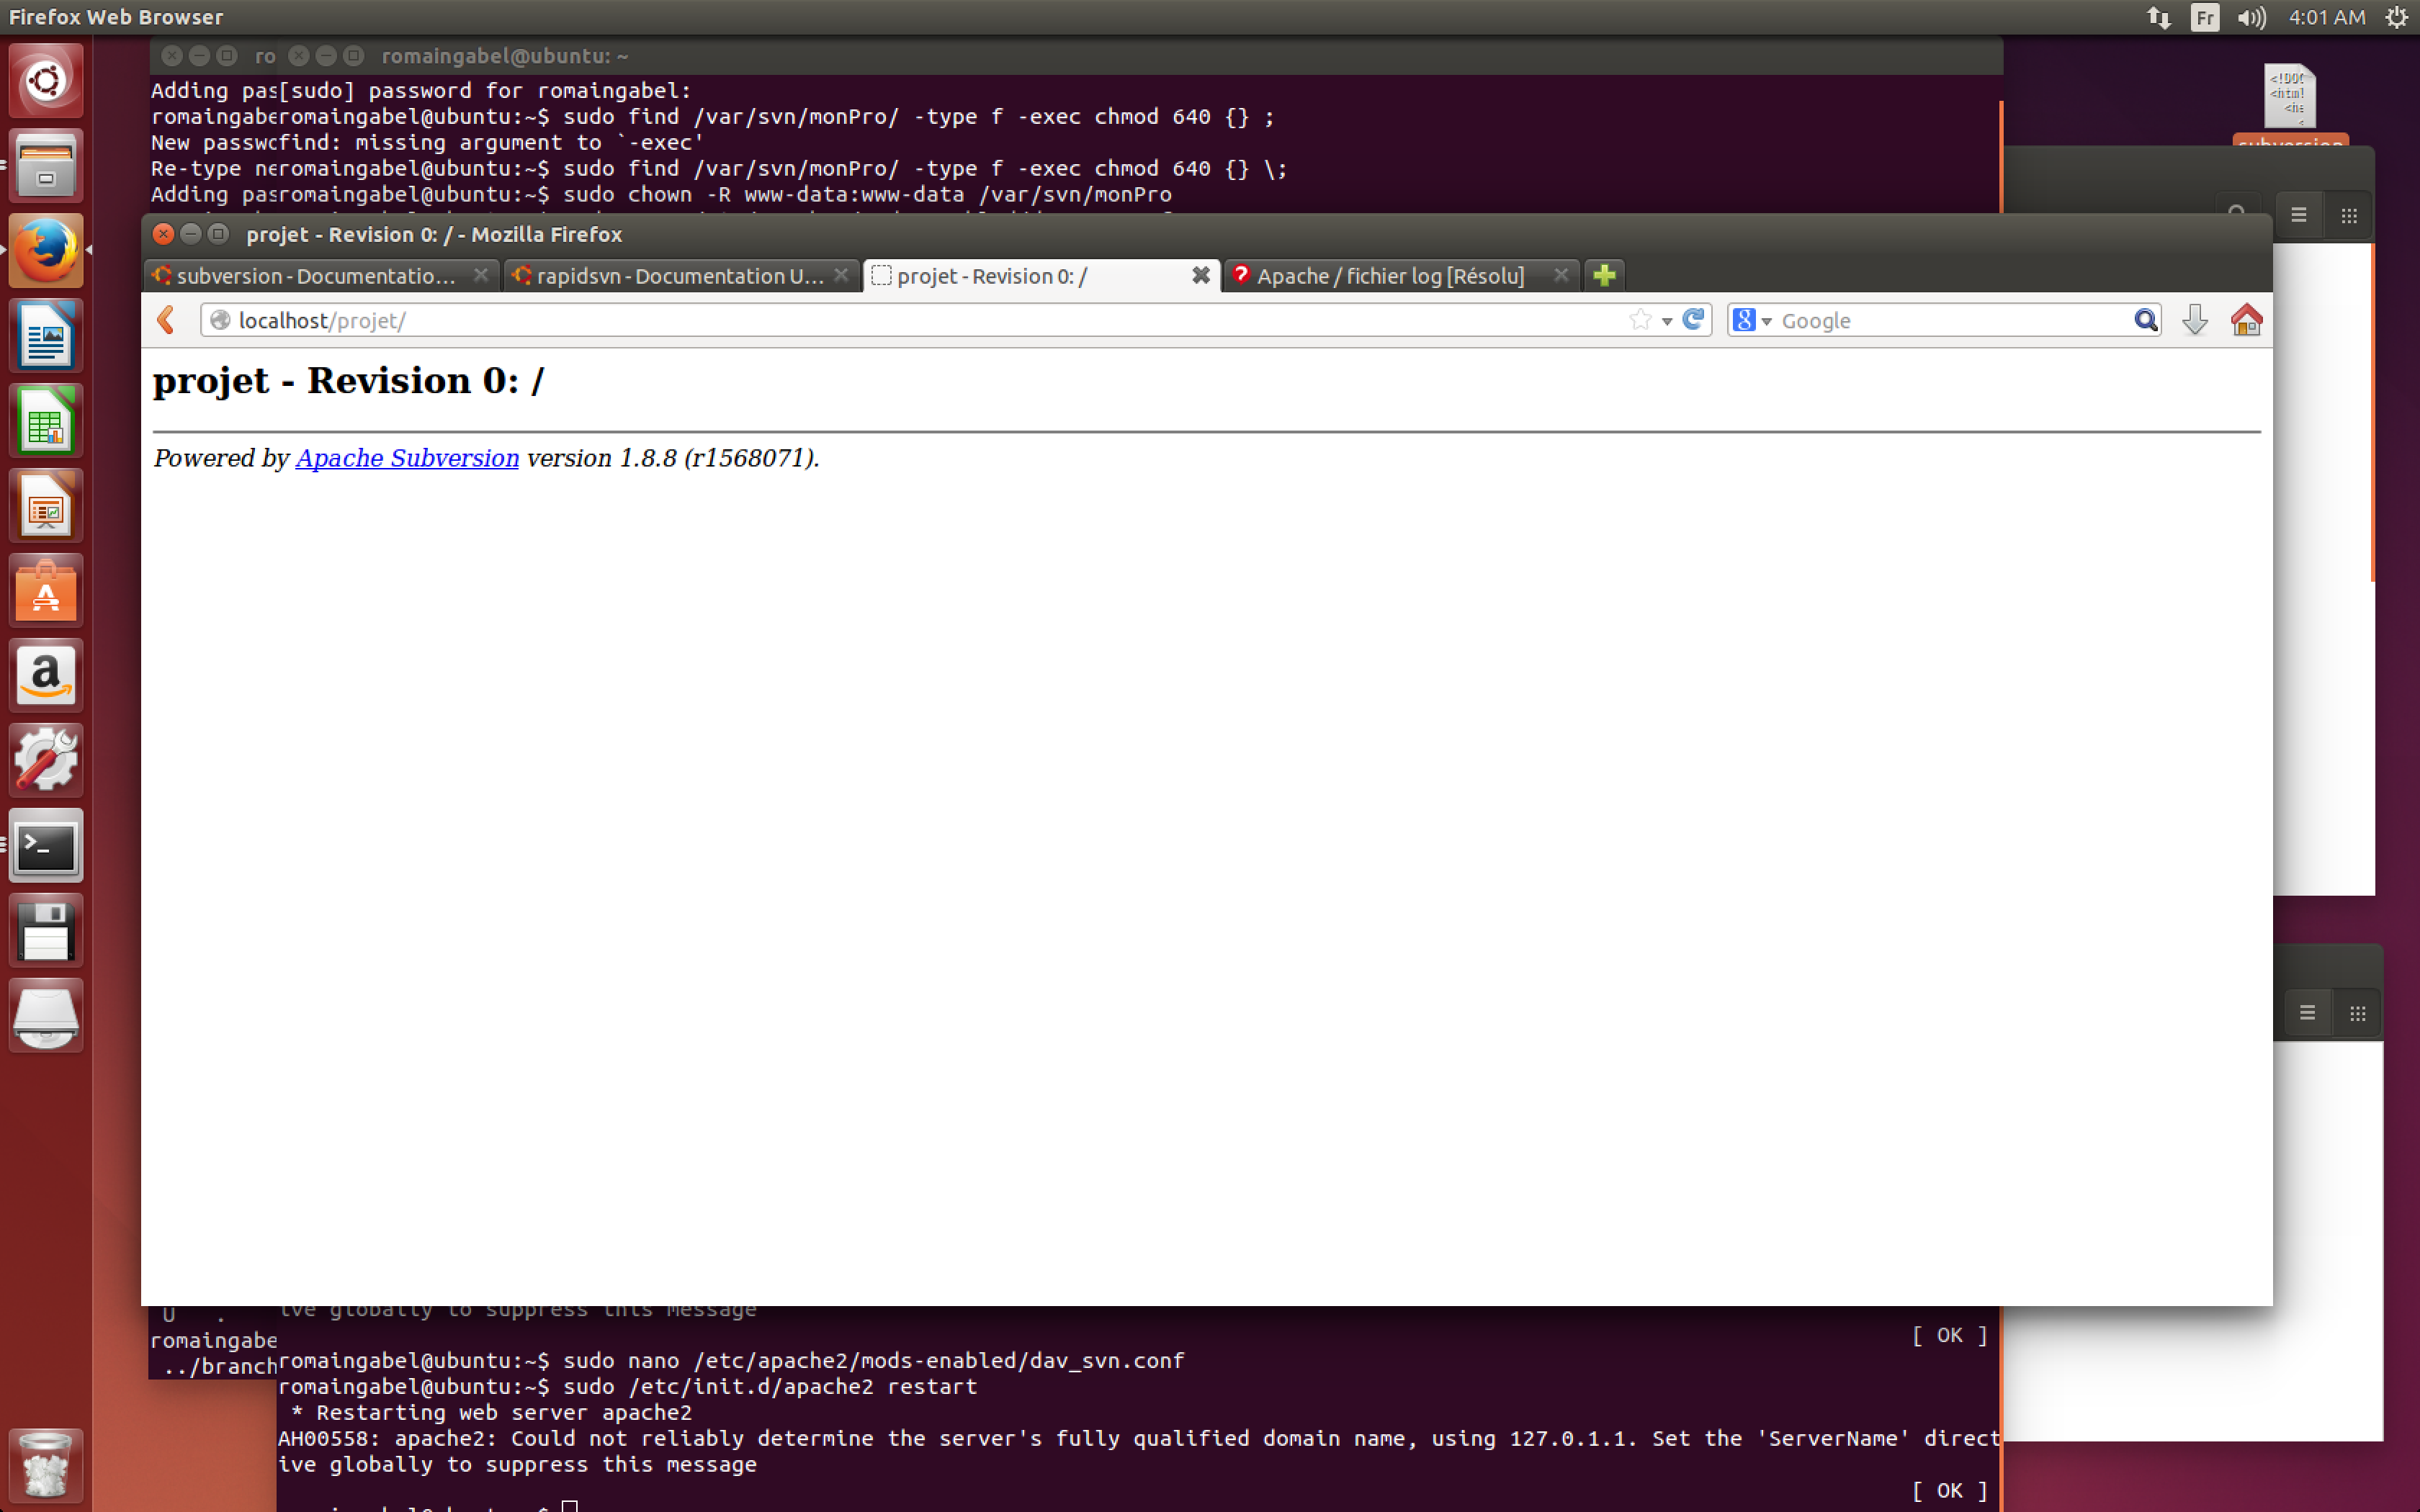 Firefox Web Browser
Fr
4:01 AM
ro
romaingabel@ubuntu: ~
Adding pas[sudo] password for romaingabel:
romaingaberomaingabel@ubuntu:~$ sudo find /var/svn/monPro/ -type f -exec chmod 640 {} ;
New passwcfind: missing argument to `-exec'
Re-type neromaingabel@ubuntu:~$ sudo find /var/svn/monPro/ -type f -exec chmod 640 {} \;
Adding pasromaingabel@ubuntu:~$ sudo chown -R www-data:www-data /var/svn/monPro
<!DOC
<html
<he
<
subversion
projet - Revision 0: / - Mozilla Firefox
subversion - Documentatio...
rapidsvn - Documentation U...
projet - Revision 0: /
Apache / fichier log [Résolu]
localhost/projet/
8
Google
projet - Revision 0: /
Powered by Apache Subversion version 1.8.8 (r1568071).
U .
ive globally to suppress this message
[ OK ]
romaingabe
../branch
romaingabel@ubuntu:~$ sudo nano /etc/apache2/mods-enabled/dav_svn.conf
romaingabel@ubuntu:~$ sudo /etc/init.d/apache2 restart
* Restarting web server apache2
AH00558: apache2: Could not reliably determine the server's fully qualified domain name, using 127.0.1.1. Set the 'ServerName' direct
ive globally to suppress this message
[ OK ]